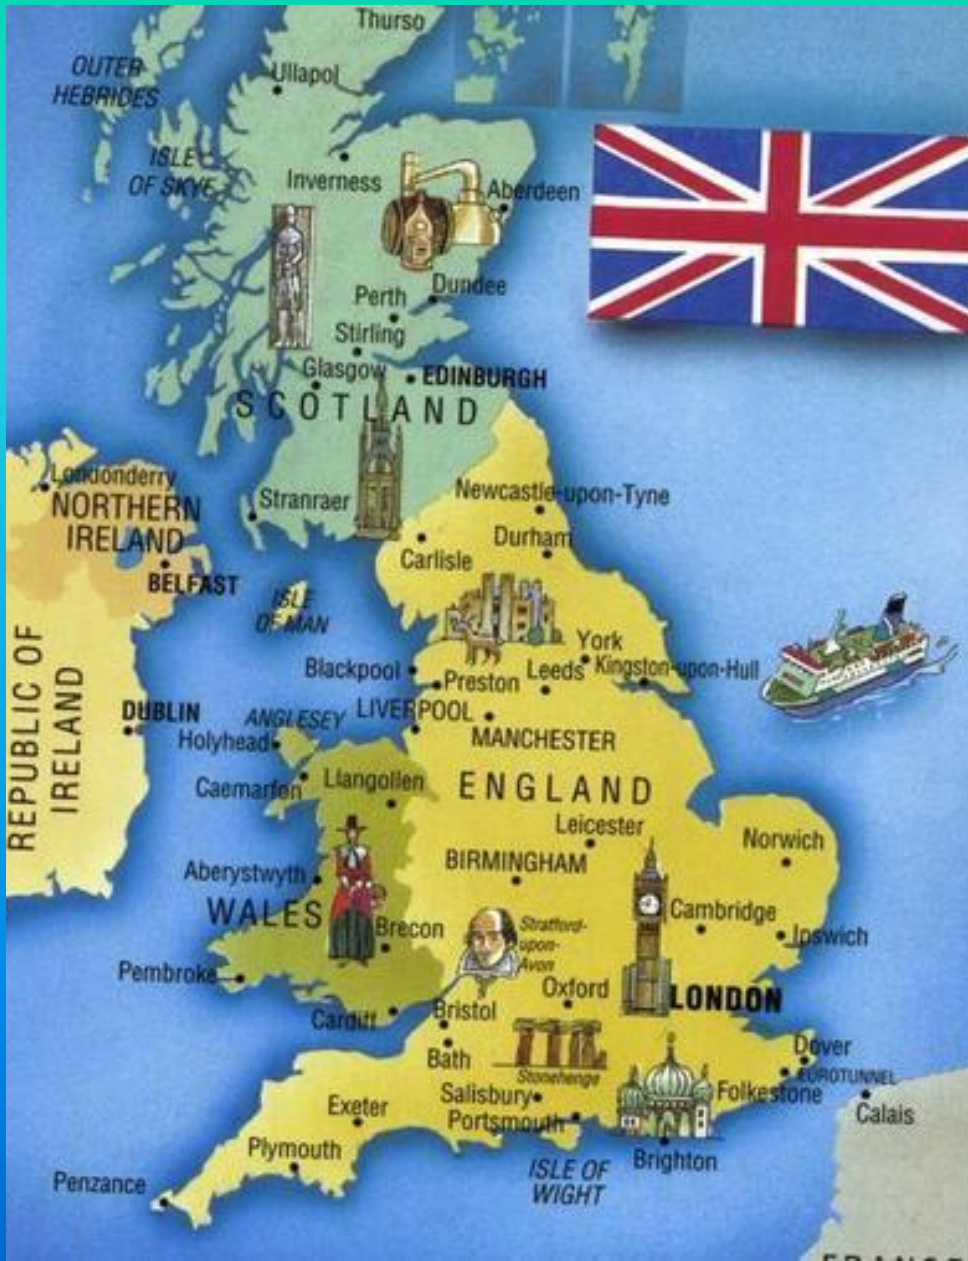 Thurso
OUTER
HEBRIDES
Ullapol
ISLE
OF SKYE
Inverness
Aberdeen
Dundee
Perth
Stirling
Glasgow
EDINBURGH
SCOTLAND
Londonderry
NORTHERN
IRELAND
BELFAST
Stranraer
Newcastle-upon-Tyne
Durham
Carlisle
ISLE
OF MAN
REPUBLIC OF
IRELAND
York
Blackpool
Preston
Leeds
Kingston-upon-Hull
DUBLIN
ANGLESEY
LIVERPOOL
Holyhead
MANCHESTER
Caernarfon
Llangollen
ENGLAND
Leicester
Norwich
BIRMINGHAM
Aberystwyth
WALES
Brecon
Stratford-
upon-
Avon
Cambridge
Ipswich
Pembroke
Oxford
LONDON
Cardiff
Bristol
Bath
Stonehenge
Dover
EUROTUNNEL
Folkestone
Calais
Salisbury
Portsmouth
Exeter
Plymouth
Penzance
ISLE OF
WIGHT
Brighton
FRANCE